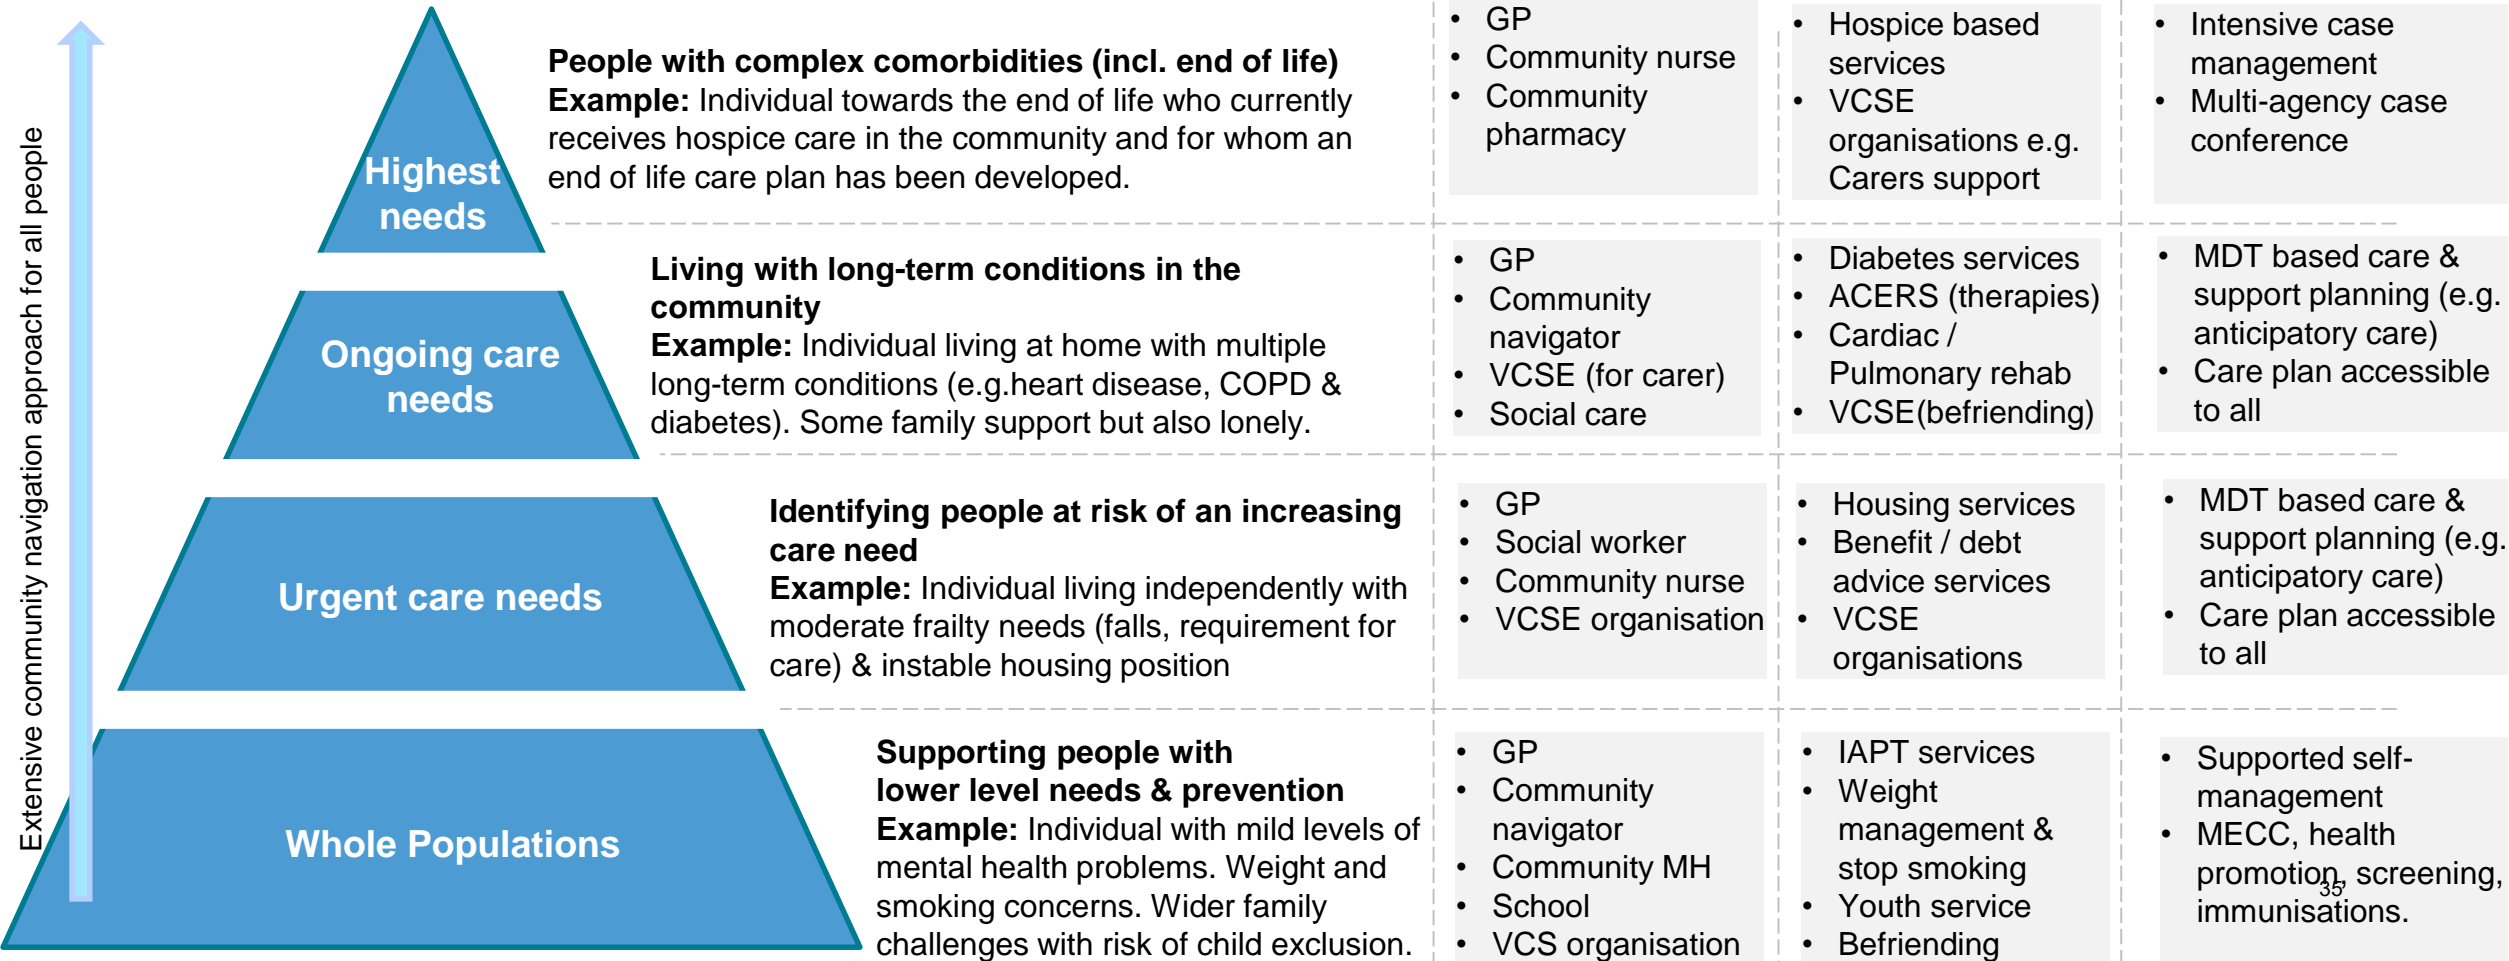 Extensive community navigation approach for all people
Highest
needs
People with complex comorbidities (incl. end of life)
Example: Individual towards the end of life who currently
receives hospice care in the community and for whom an
end of life care plan has been developed.
• GP
• Community nurse
• Community
pharmacy
• Hospice based
services
• VCSE
organisations e.g.
Carers support
• Intensive case
management
• Multi-agency case
conference
Ongoing care
needs
Living with long-term conditions in the
community
Example: Individual living at home with multiple
long-term conditions (e.g.heart disease, COPD &
diabetes). Some family support but also lonely.
• GP
• Community
navigator
• VCSE (for carer)
• Social care
• Diabetes services
• ACERS (therapies)
• Cardiac /
Pulmonary rehab
• VCSE(befriending)
• MDT based care &
support planning (e.g.
anticipatory care)
• Care plan accessible
to all
Urgent care needs
Identifying people at risk of an increasing
care need
Example: Individual living independently with
moderate frailty needs (falls, requirement for
care) & instable housing position
• GP
• Social worker
• Community nurse
• VCSE organisation
• Housing services
• Benefit / debt
advice services
• VCSE
organisations
• MDT based care &
support planning (e.g.
anticipatory care)
• Care plan accessible
to all
Whole Populations
Supporting people with
lower level needs & prevention
Example: Individual with mild levels of
mental health problems. Weight and
smoking concerns. Wider family
challenges with risk of child exclusion.
• GP
• Community
navigator
• Community MH
• School
• VCS organisation
• IAPT services
• Weight
management &
stop smoking
• Youth service
• Befriending
• Supported self-
management
• MECC, health
promotion, screening,
immunisations.
35